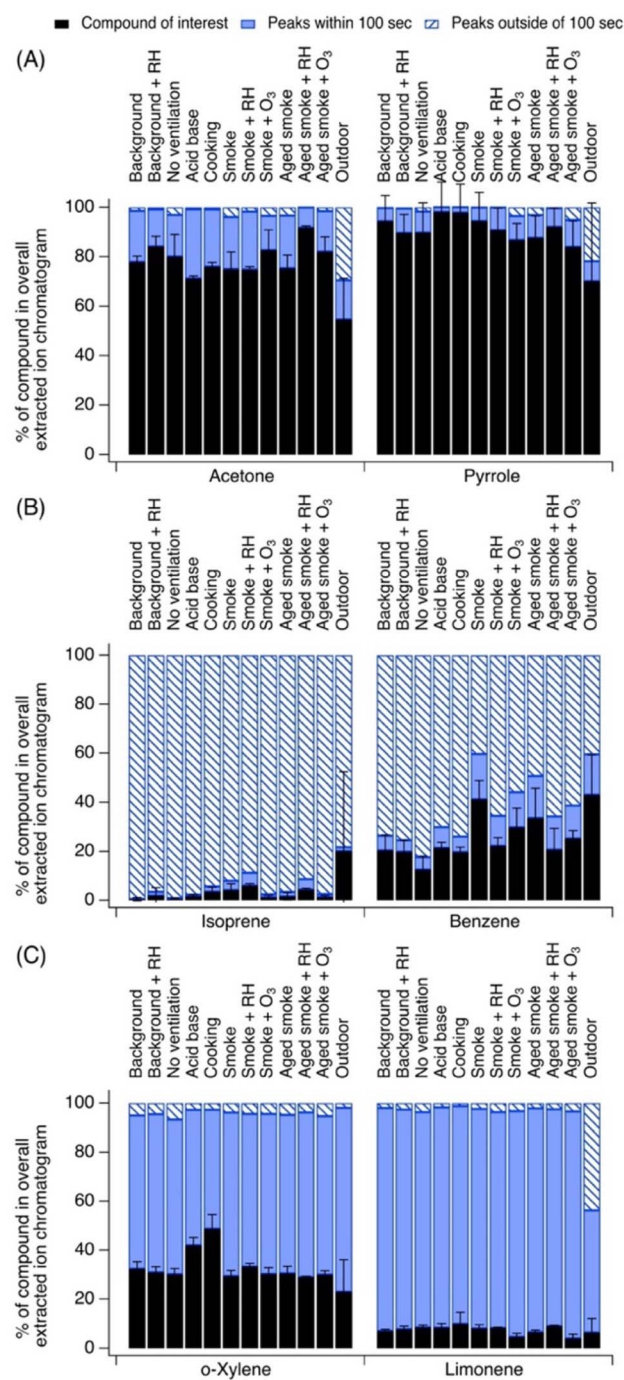 Compound of interest Peaks within 100 sec Peaks outside of 100 sec
(A)
Background
Background + RH
No ventilation
Acid base
Cooking
Smoke
Smoke + RH
Smoke + O₃
Aged smoke
Aged smoke + RH
Aged smoke + O₃
Outdoor
Background
Background + RH
No ventilation
Acid base
Cooking
Smoke
Smoke + RH
Smoke + O₃
Aged smoke
Aged smoke + RH
Aged smoke + O₃
Outdoor
% of compound in overall
extracted ion chromatogram
100
80
60
40
20
0
Acetone Pyrrole
(B)
Background
Background + RH
No ventilation
Acid base
Cooking
Smoke
Smoke + RH
Smoke + O₃
Aged smoke
Aged smoke + RH
Aged smoke + O₃
Outdoor
Background
Background + RH
No ventilation
Acid base
Cooking
Smoke
Smoke + RH
Smoke + O₃
Aged smoke
Aged smoke + RH
Aged smoke + O₃
Outdoor
% of compound in overall
extracted ion chromatogram
100
80
60
40
20
0
Isoprene Benzene
(C)
Background
Background + RH
No ventilation
Acid base
Cooking
Smoke
Smoke + RH
Smoke + O₃
Aged smoke
Aged smoke + RH
Aged smoke + O₃
Outdoor
Background
Background + RH
No ventilation
Acid base
Cooking
Smoke
Smoke + RH
Smoke + O₃
Aged smoke
Aged smoke + RH
Aged smoke + O₃
Outdoor
% of compound in overall
extracted ion chromatogram
100
80
60
40
20
0
o-Xylene Limonene